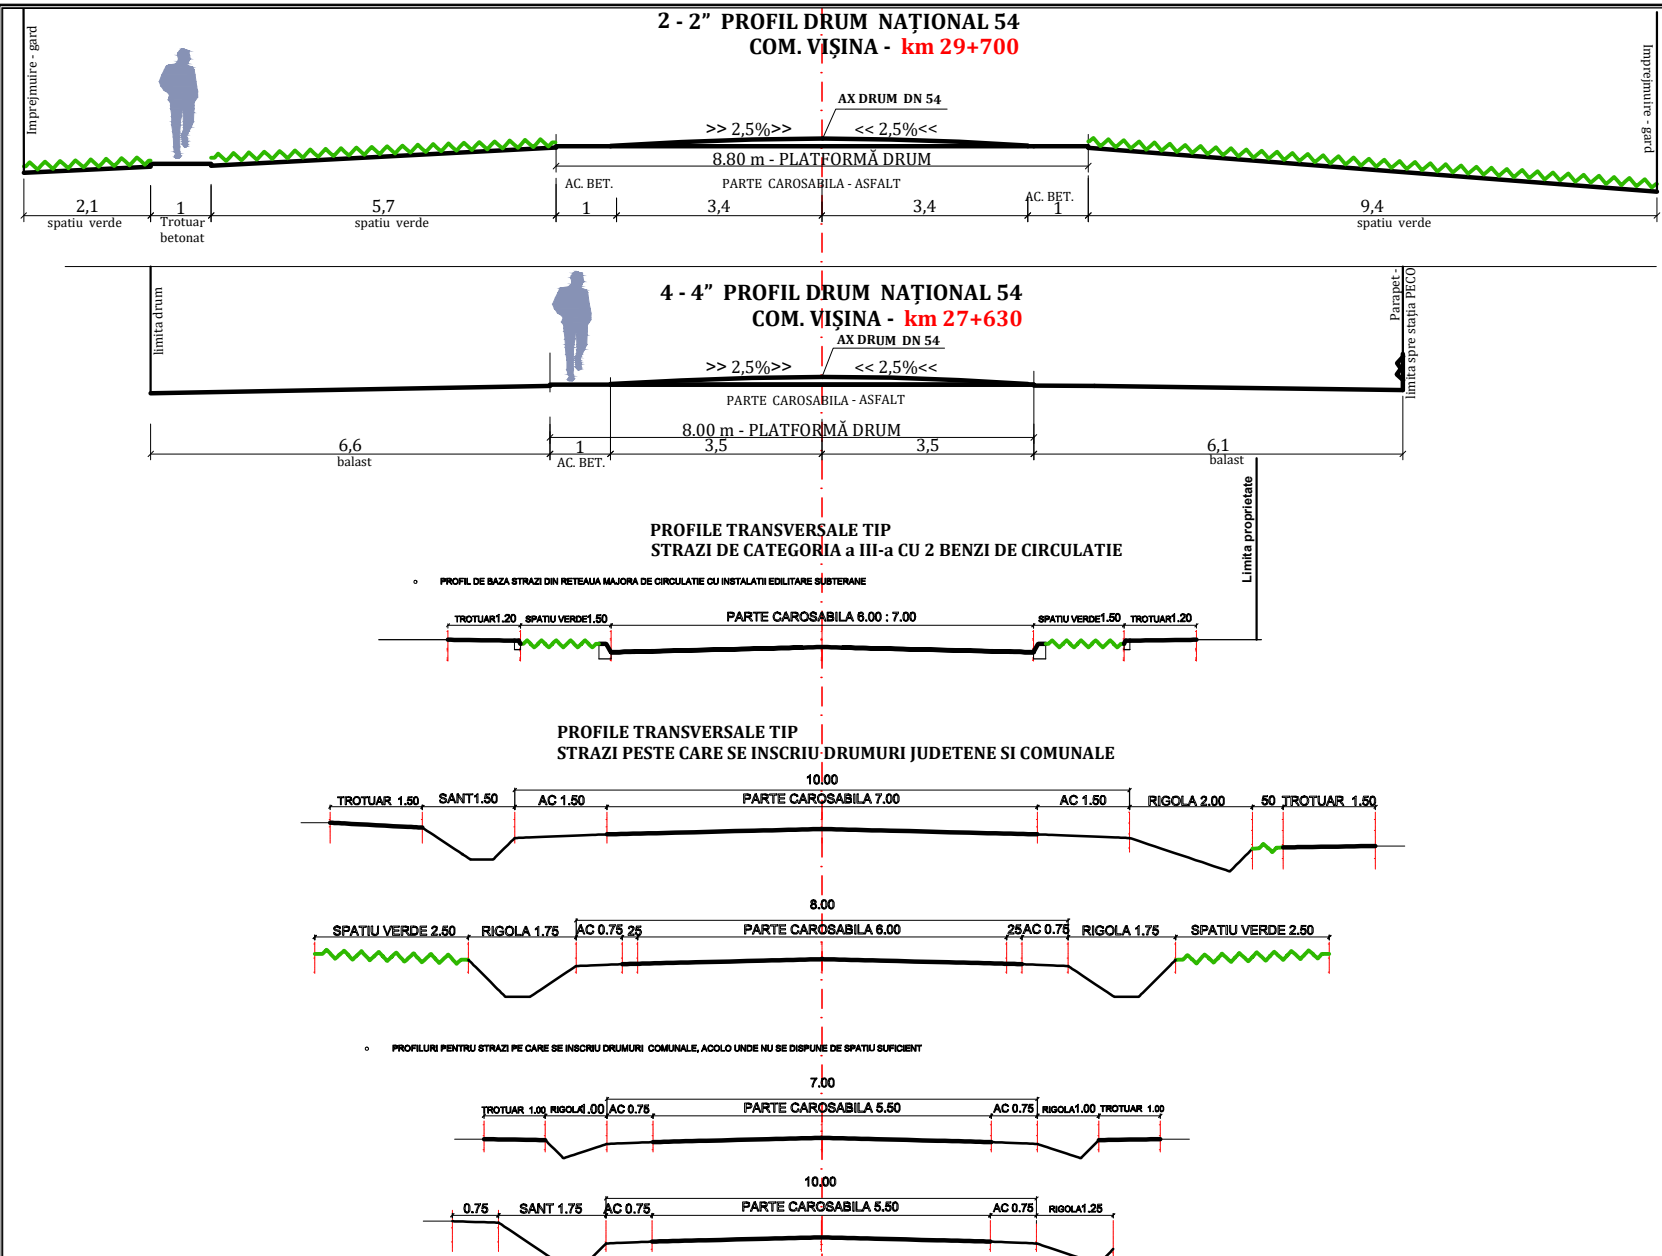 2 - 2” PROFIL DRUM NAȚIONAL 54
COM. VIȘINA - km 29+700
Imprejmuire - gard
Imprejmuire - gard
AX DRUM DN 54
>> 2,5%>> << 2,5%<<
8.80 m - PLATFORMĂ DRUM
AC. BET. PARTE CAROSABILA - ASFALT AC. BET.
2,1 1 5,7 1 3,4 3,4 1 9,4
spatiu verde Trotuar betonat spatiu verde spatiu verde
4 - 4” PROFIL DRUM NAȚIONAL 54
COM. VIȘINA - km 27+630
limita drum
Parapet -
limita spre stația PECO
AX DRUM DN 54
>> 2,5%>> << 2,5%<<
PARTE CAROSABILA - ASFALT
8.00 m - PLATFORMĂ DRUM
6,6 1 3,5 3,5 6,1
balast AC. BET. balast
Limita proprietate
PROFILE TRANSVERSALE TIP
STRAZI DE CATEGORIA a III-a CU 2 BENZI DE CIRCULATIE
PROFIL DE BAZA STRAZI DIN RETEAUA MAJORA DE CIRCULATIE CU INSTALATII EDILITARE SUBTERANE
TROTUAR1.20 SPATIU VERDE1.50 PARTE CAROSABILA 6.00 : 7.00 SPATIU VERDE1.50 TROTUAR1.20
PROFILE TRANSVERSALE TIP
STRAZI PESTE CARE SE INSCRIU DRUMURI JUDETENE SI COMUNALE
10.00
TROTUAR 1.50 SANT1.50 AC 1.50 PARTE CAROSABILA 7.00 AC 1.50 RIGOLA 2.00 50 TROTUAR 1.50
8.00
SPATIU VERDE 2.50 RIGOLA 1.75 AC 0.75 25 PARTE CAROSABILA 6.00 25 AC 0.75 RIGOLA 1.75 SPATIU VERDE 2.50
PROFILURI PENTRU STRAZI PE CARE SE INSCRIU DRUMURI COMUNALE, ACOLO UNDE NU SE DISPUNE DE SPATIU SUFICIENT
7.00
TROTUAR 1.00 RIGOLA1.00 AC 0.75 PARTE CAROSABILA 5.50 AC 0.75 RIGOLA1.00 TROTUAR 1.00
10.00
0.75 SANT 1.75 AC 0.75 PARTE CAROSABILA 5.50 AC 0.75 RIGOLA1.25